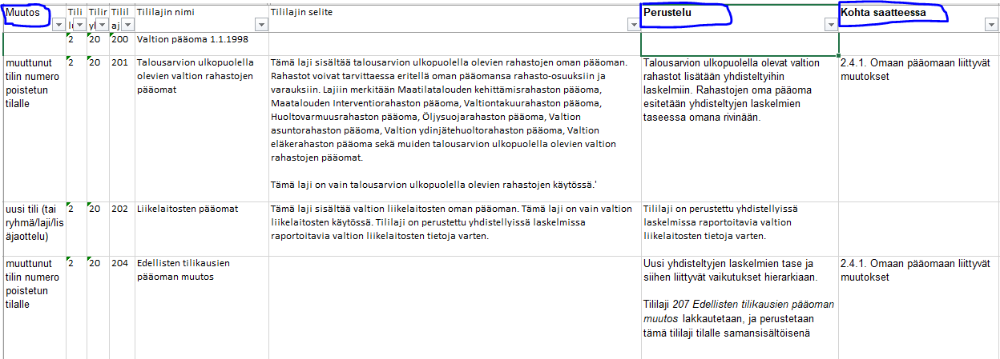 Muutos Tili Tilir Tilil Tililajin nimi Tililajin selite Perustelu Kohta saatteessa
lu yl aj
2 20 200 Valtion pääoma 1.1.1998
muuttunut
tilin numero
poistetun
tilalle
2 20 201
Talousarvion ulkopuolella
olevien valtion rahastojen
pääomat
Tämä laji sisältää talousarvion ulkopuolella olevien rahastojen oman pääoman.
Rahastot voivat tarvittaessa eritellä oman pääomansa rahasto-osuuksiin ja
varauksiin. Lajiin merkitään Maatilatalouden kehittämisrahaston pääoma,
Maatalouden Interventiorahaston pääoma, Valtiontakuurahaston pääoma,
Huoltovarmuusrahaston pääoma, Öljysuojarahaston pääoma, Valtion
asuntorahaston pääoma, Valtion ydinjätehuoltorahaston pääoma, Valtion
eläkerahaston pääoma sekä muiden talousarvion ulkopuolella olevien valtion
rahastojen pääomat.
Tämä laji on vain talousarvion ulkopuolella olevien rahastojen käytössä.'
Talousarvion ulkopuolella olevat valtion
rahastot lisätään yhdisteltyihin
laskelmiin. Rahastojen oma pääoma
esitetään yhdisteltyjen laskelmien
taseessa omana rivinään.
2.4.1. Omaan pääomaan liittyvät
muutokset
uusi tili (tai
ryhmä/laji/lis
äjaottelu)
2 20 202 Liikelaitosten pääomat
Tämä laji sisältää valtion liikelaitosten oman pääoman. Tämä laji on vain valtion
liikelaitosten käytössä. Tililaji on perustettu yhdistellyissä laskelmissa
raportoitavia valtion liikelaitosten tietoja varten.
Tililaji on perustettu yhdistellyissä
laskelmissa raportoitavia valtion
liikelaitosten tietoja varten.
muuttunut
tilin numero
poistetun
tilalle
2 20 204
Edellisten tilikausien
pääoman muutos
Uusi yhdisteltyjen laskelmien tase ja
siihen liittyvät vaikutukset hierarkiaan.
Tililaji 207 Edellisten tilikausien pääoman
muutos lakkautetaan, ja perustetaan
tämä tililaji tilalle samansisältöisenä
2.4.1. Omaan pääomaan liittyvät
muutokset